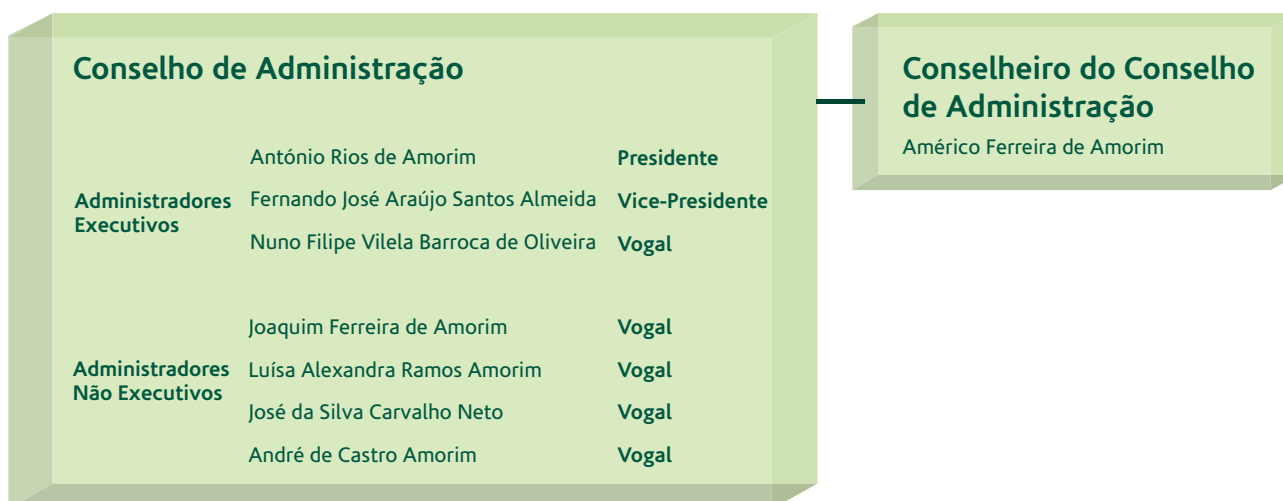 Conselho de Administração
Administradores
Executivos
António Rios de Amorim Presidente
Fernando José Araújo Santos Almeida Vice-Presidente
Nuno Filipe Vilela Barroca de Oliveira Vogal
Administradores
Não Executivos
Joaquim Ferreira de Amorim Vogal
Luísa Alexandra Ramos Amorim Vogal
José da Silva Carvalho Neto Vogal
André de Castro Amorim Vogal
Conselheiro do Conselho
de Administração
Américo Ferreira de Amorim